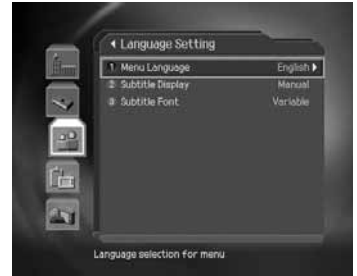 ◀ Language Setting
1 Menu Language English ▶
2 Subtitle Display Manual
3 Subtitle Font Variable
Language selection for menu